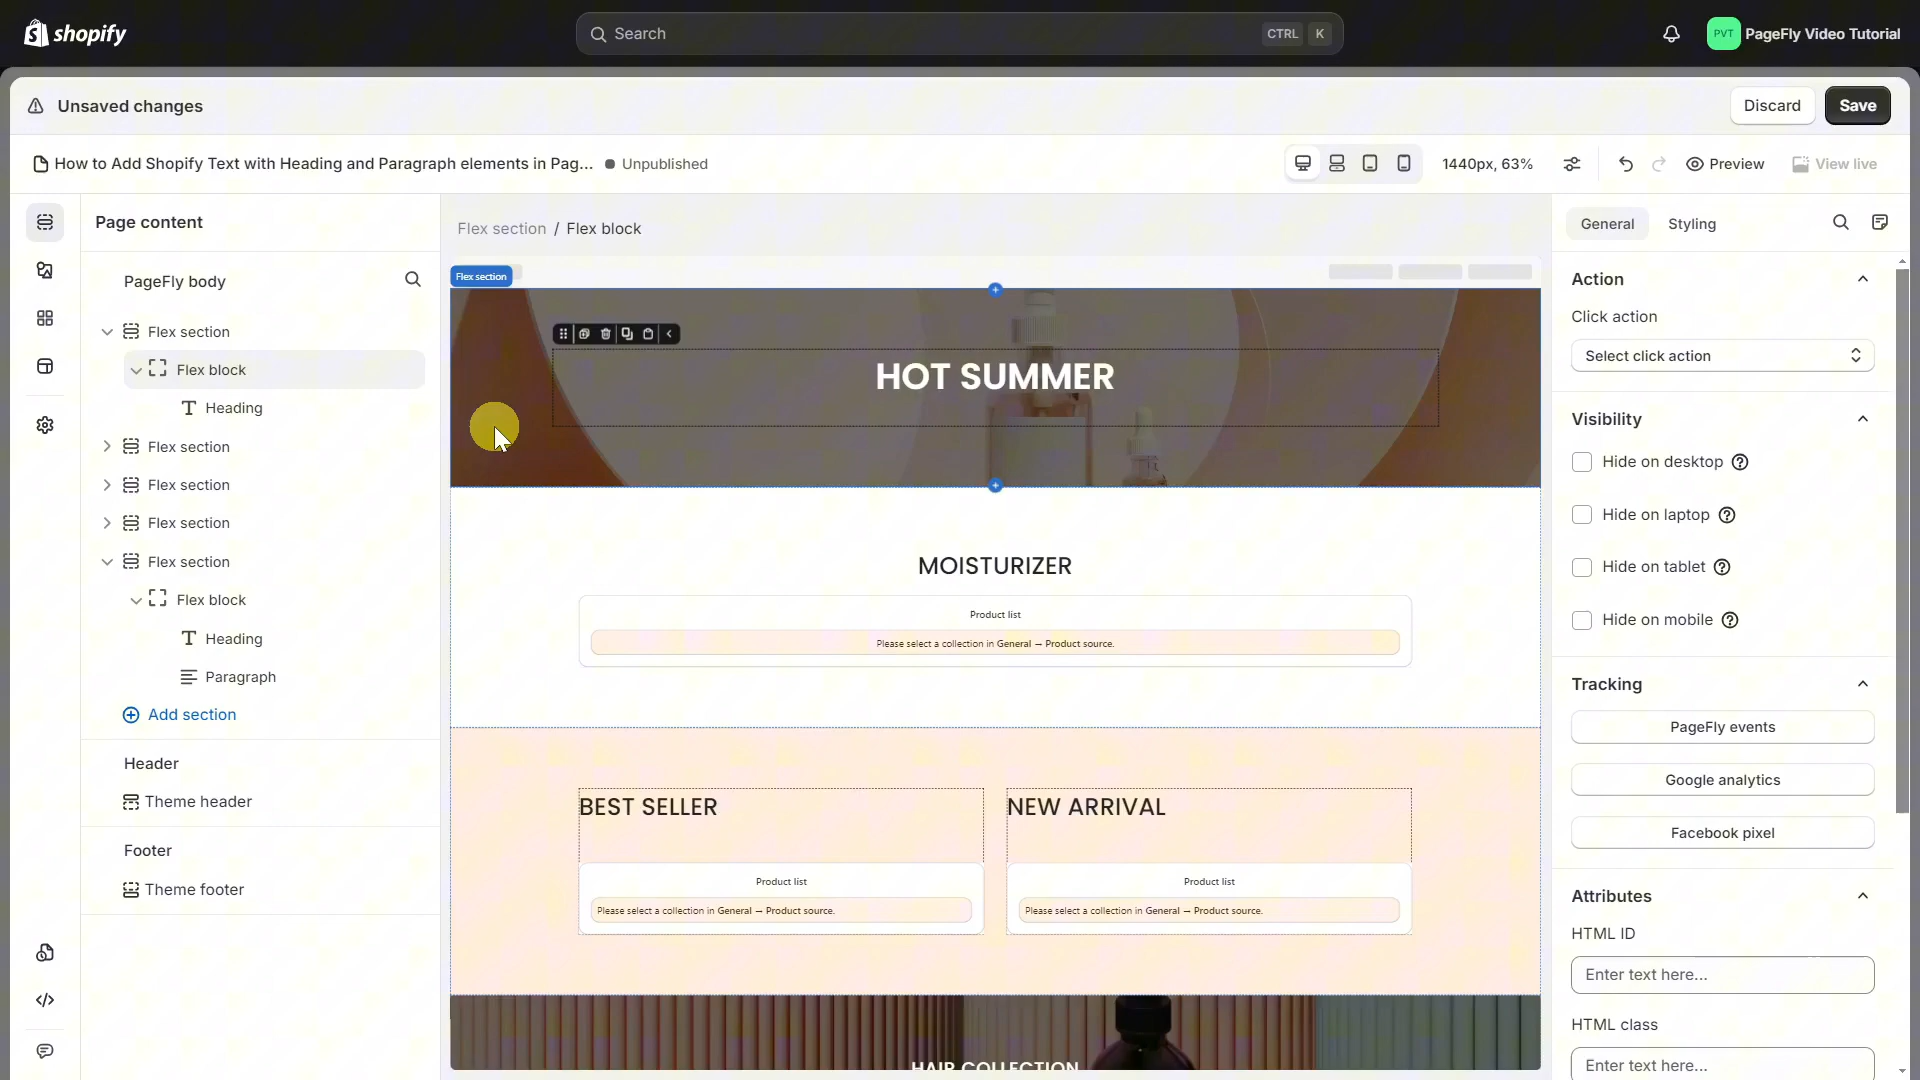 shopify
Search
CTRL K
PVT
PageFly Video Tutorial
Unsaved changes
Discard
Save
How to Add Shopify Text with Heading and Paragraph elements in Pag...
Unpublished
1440px, 63%
Preview
View live
Page content
PageFly body
Flex section
Flex block
Heading
Flex section
Flex section
Flex section
Flex section
Flex block
Heading
Paragraph
Add section
Header
Theme header
Footer
Theme footer
Flex section / Flex block
Flex section
HOT SUMMER
MOISTURIZER
Product list
Please select a collection in General → Product source.
BEST SELLER
NEW ARRIVAL
Product list
Product list
Please select a collection in General → Product source.
Please select a collection in General → Product source.
HAIR COLLECTION
General
Styling
Action
Click action
Select click action
Visibility
Hide on desktop
Hide on laptop
Hide on tablet
Hide on mobile
Tracking
PageFly events
Google analytics
Facebook pixel
Attributes
HTML ID
Enter text here...
HTML class
Enter text here...